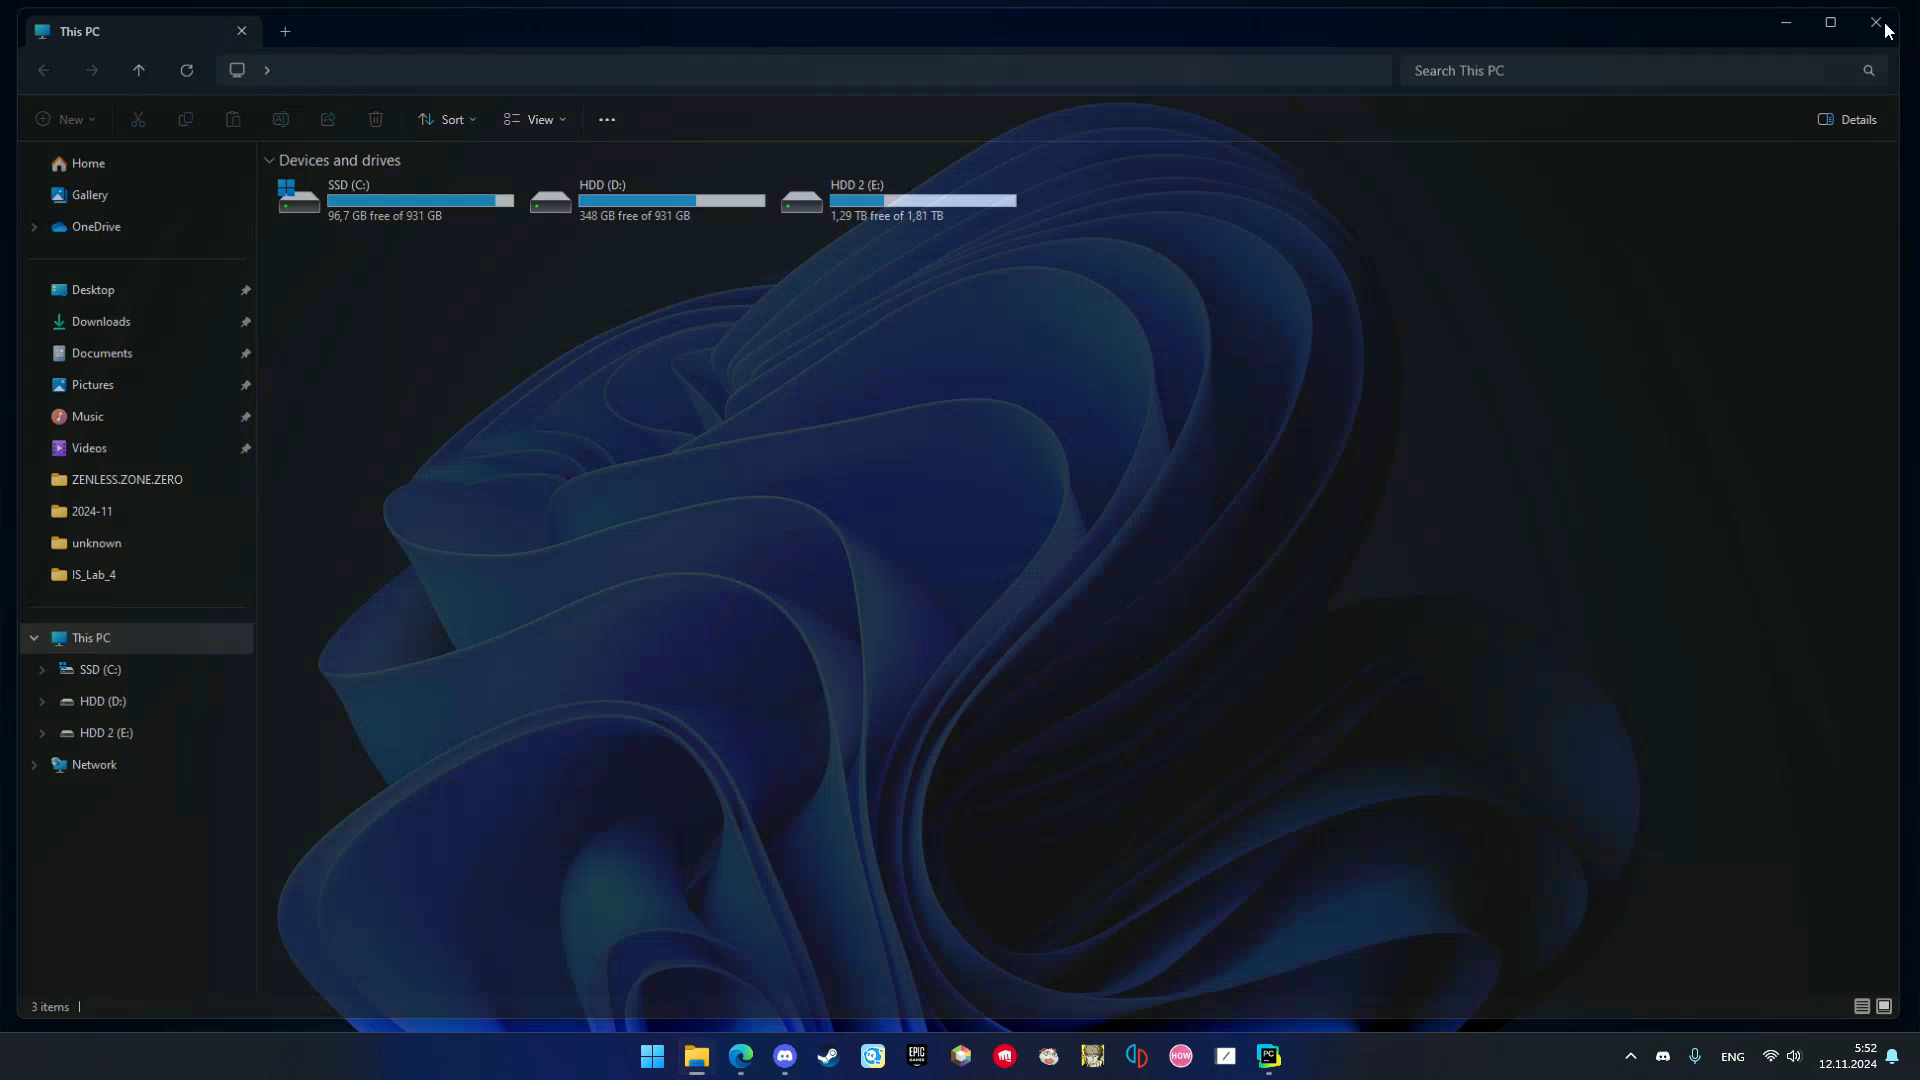 This PC
Search This PC
New
Sort
View
Details
Home
Gallery
OneDrive
Desktop
Downloads
Documents
Pictures
Music
Videos
ZENLESS.ZONE.ZERO
2024-11
unknown
IS_Lab_4
This PC
SSD (C:)
HDD (D:)
HDD 2 (E:)
Network
Devices and drives
SSD (C:)
96,7 GB free of 931 GB
HDD (D:)
348 GB free of 931 GB
HDD 2 (E:)
1,29 TB free of 1,81 TB
3 items
EPIC GAMES
HOW
PC
ENG
5:52
12.11.2024